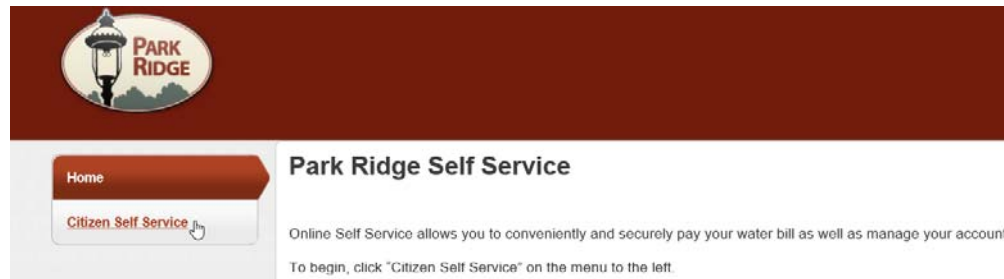 PARK
RIDGE
Home
Citizen Self Service
Park Ridge Self Service
Online Self Service allows you to conveniently and securely pay your water bill as well as manage your account
To begin, click "Citizen Self Service" on the menu to the left.